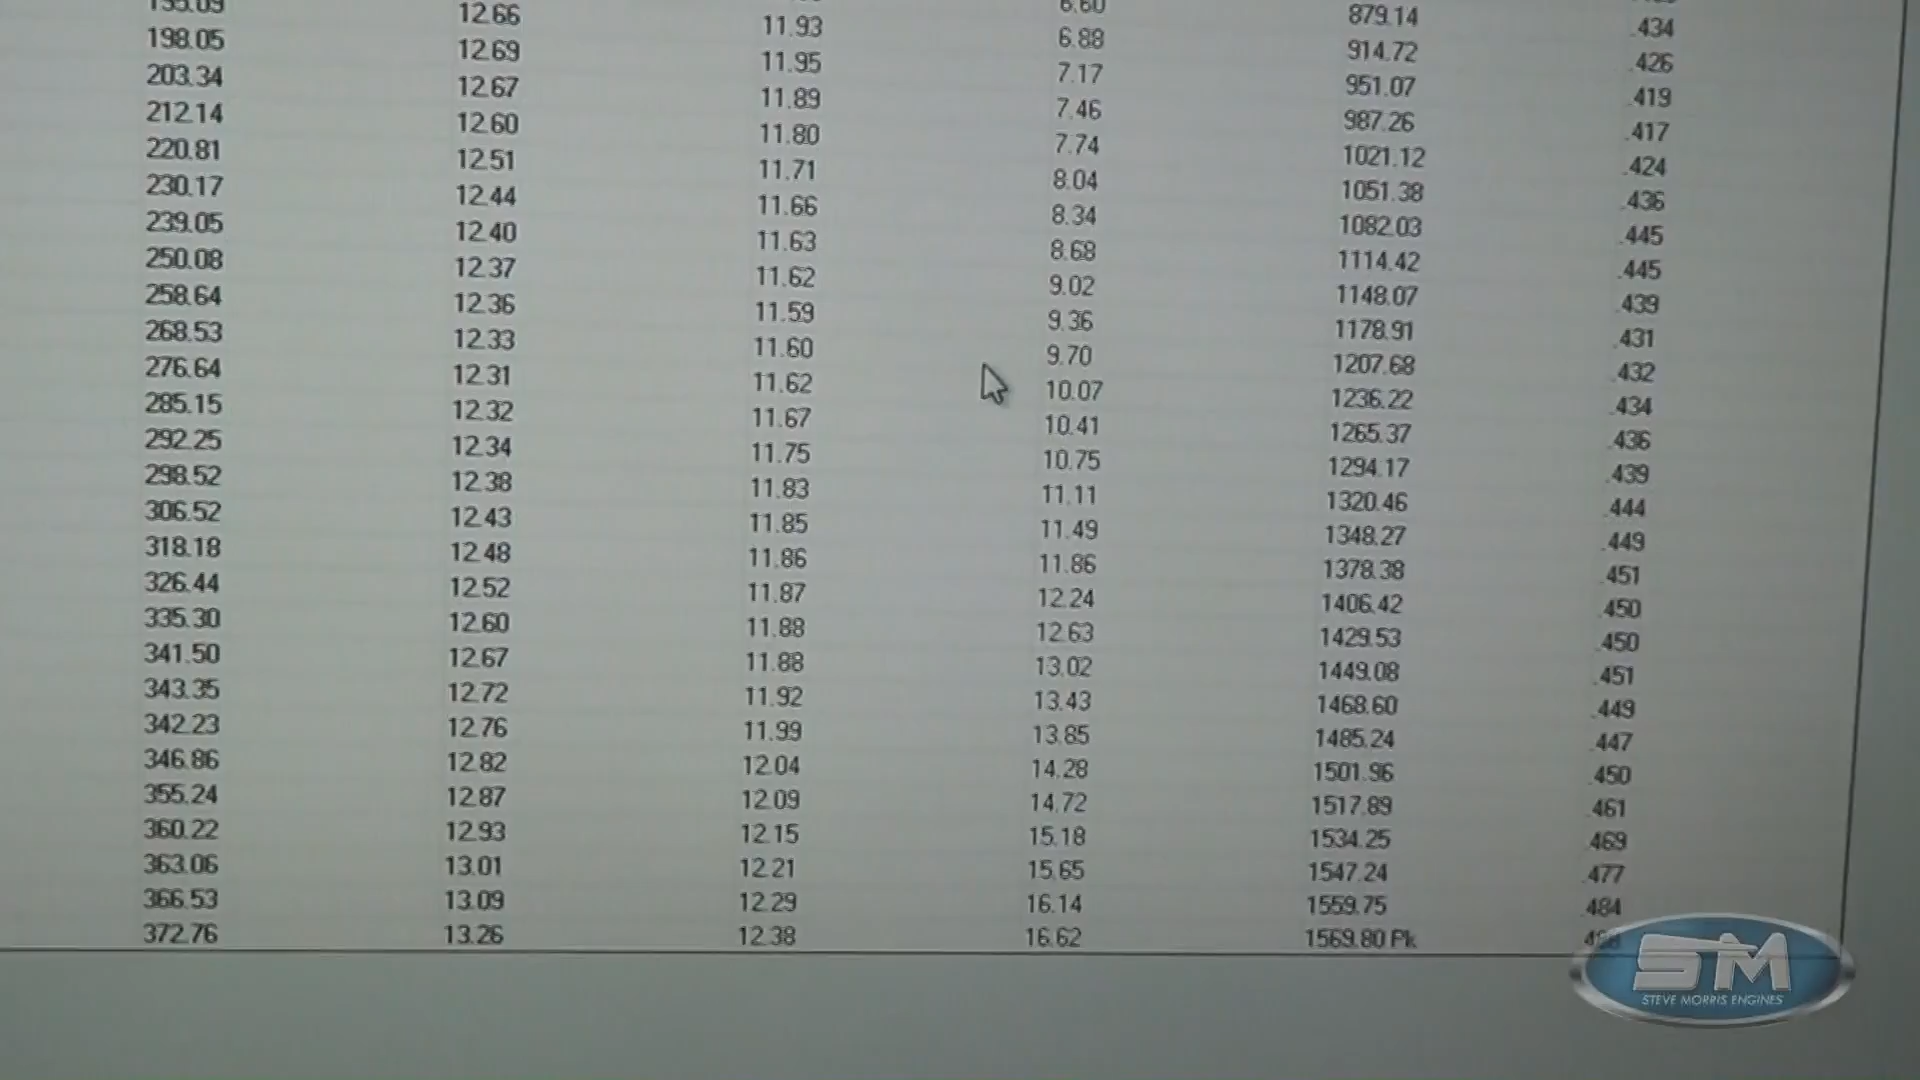 6.60 879.14 .434
12.66 11.93 6.88 914.72 .426
198.05 12.69 11.95 7.17 951.07 .419
203.34 12.67 11.89 7.46 987.26 .417
212.14 12.60 11.80 7.74 1021.12 .424
220.81 12.51 11.71 8.04 1051.38 .436
230.17 12.44 11.66 8.34 1082.03 .445
239.05 12.40 11.63 8.68 1114.42 .445
250.08 12.37 11.62 9.02 1148.07 .439
258.64 12.36 11.59 9.36 1178.91 .431
268.53 12.33 11.60 9.70 1207.68 .432
276.64 12.31 11.62 10.07 1236.22 .434
285.15 12.32 11.67 10.41 1265.37 .436
292.25 12.34 11.75 10.75 1294.17 .439
298.52 12.38 11.83 11.11 1320.46 .444
306.52 12.43 11.85 11.49 1348.27 .449
318.18 12.48 11.86 11.86 1378.38 .451
326.44 12.52 11.87 12.24 1406.42 .450
335.30 12.60 11.88 12.63 1429.53 .450
341.50 12.67 11.88 13.02 1449.08 .451
343.35 12.72 11.92 13.43 1468.60 .449
342.23 12.76 11.99 13.85 1485.24 .447
346.86 12.82 12.04 14.28 1501.96 .450
355.24 12.87 12.09 14.72 1517.89 .461
360.22 12.93 12.15 15.18 1534.25 .469
363.06 13.01 12.21 15.65 1547.24 .477
366.53 13.09 12.29 16.14 1559.75 .484
372.76 13.26 12.38 16.62 1569.80 Pk
SM
STEVE MORRIS ENGINES